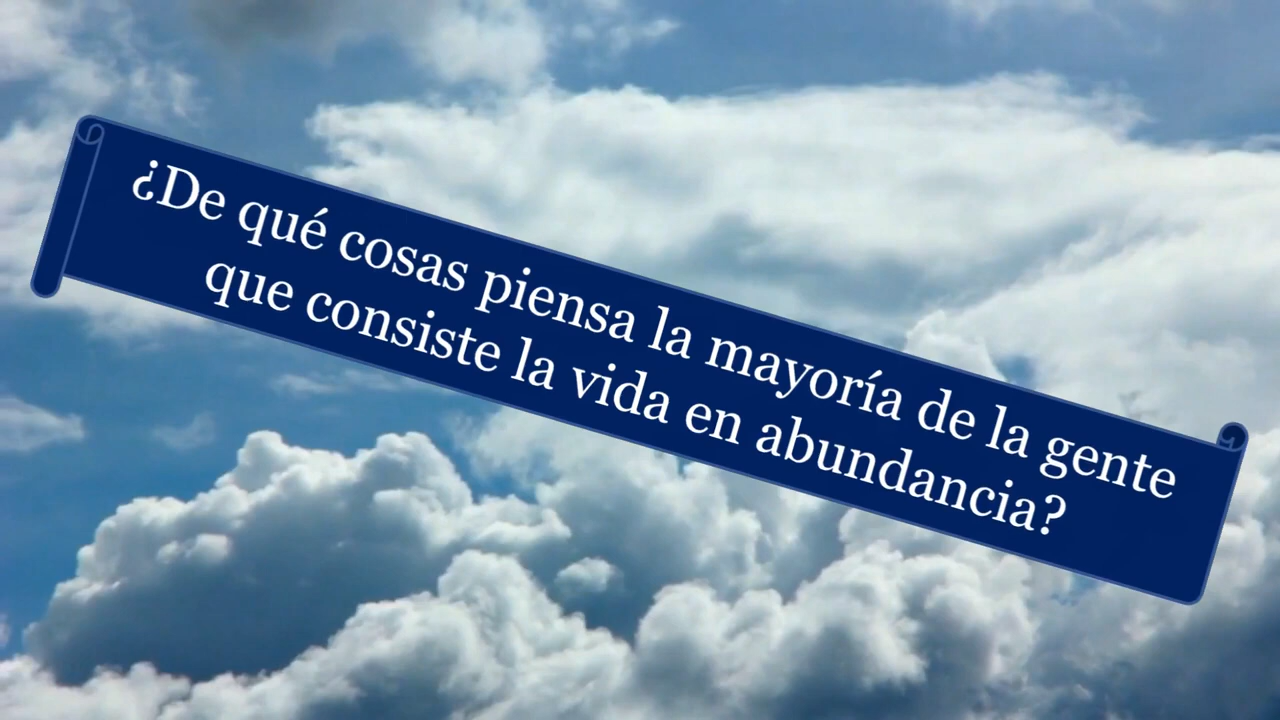 ¿De qué cosas piensa la mayoría de la gente
que consiste la vida en abundancia?